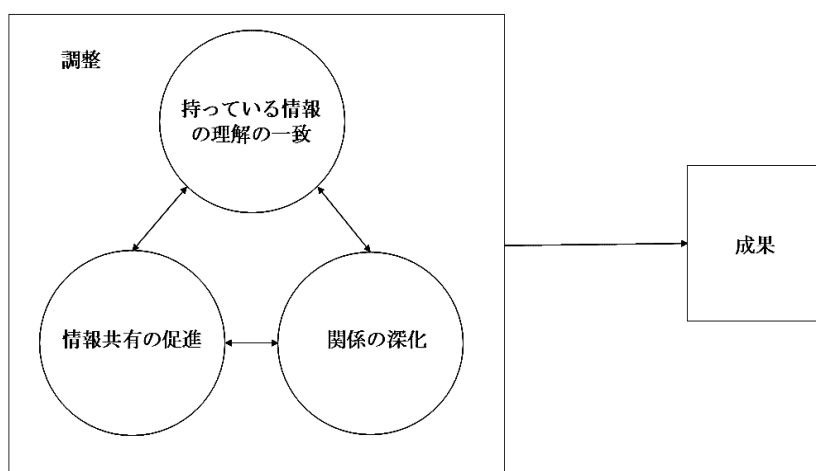 調整
持っている情報
の理解の一致
情報共有の促進
関係の深化
成果